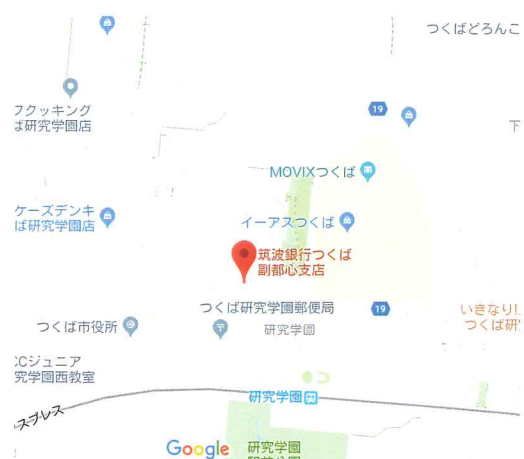 つくばどろんこ
フクッキング
ば研究学園店
19
下
MOVIXつくば
ケーズデンキ
ば研究学園店
イーアスつくば
筑波銀行つくば
副都心支店
つくば研究学園郵便局
19
いきなり!
つくば研
つくば市役所
〒
研究学園
Cジュニア
究学園西教室
研究学園
Google
研究学園